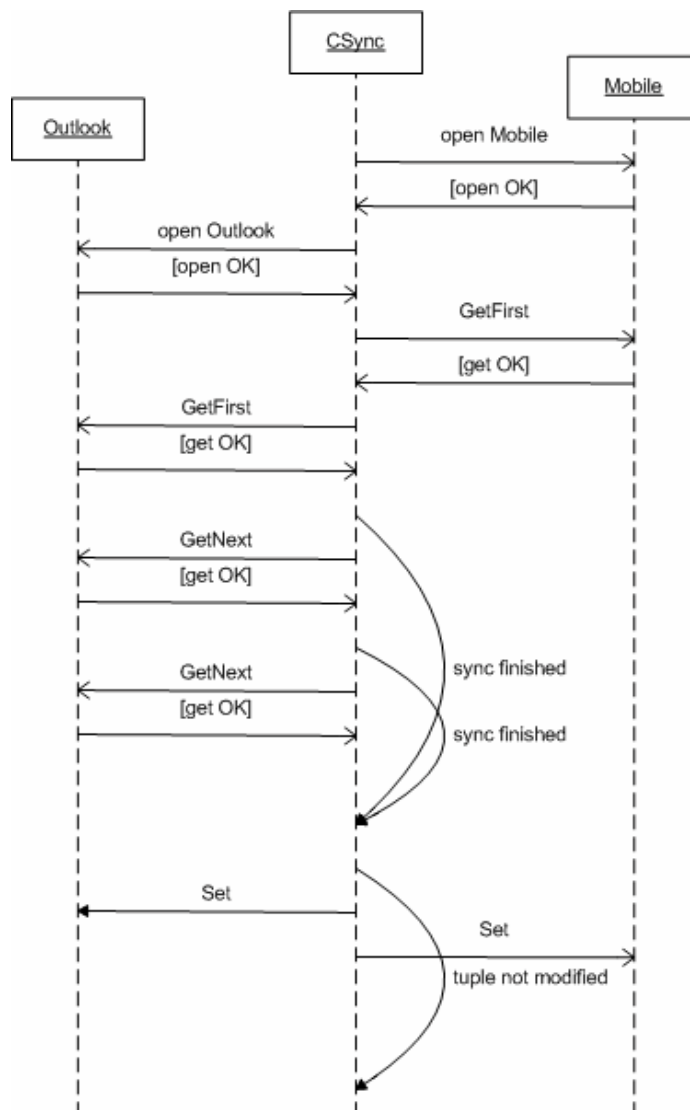 CSync
Mobile
Outlook
open Mobile
[open OK]
open Outlook
[open OK]
GetFirst
[get OK]
GetFirst
[get OK]
GetNext
[get OK]
sync finished
GetNext
[get OK]
sync finished
Set
Set
tuple not modified